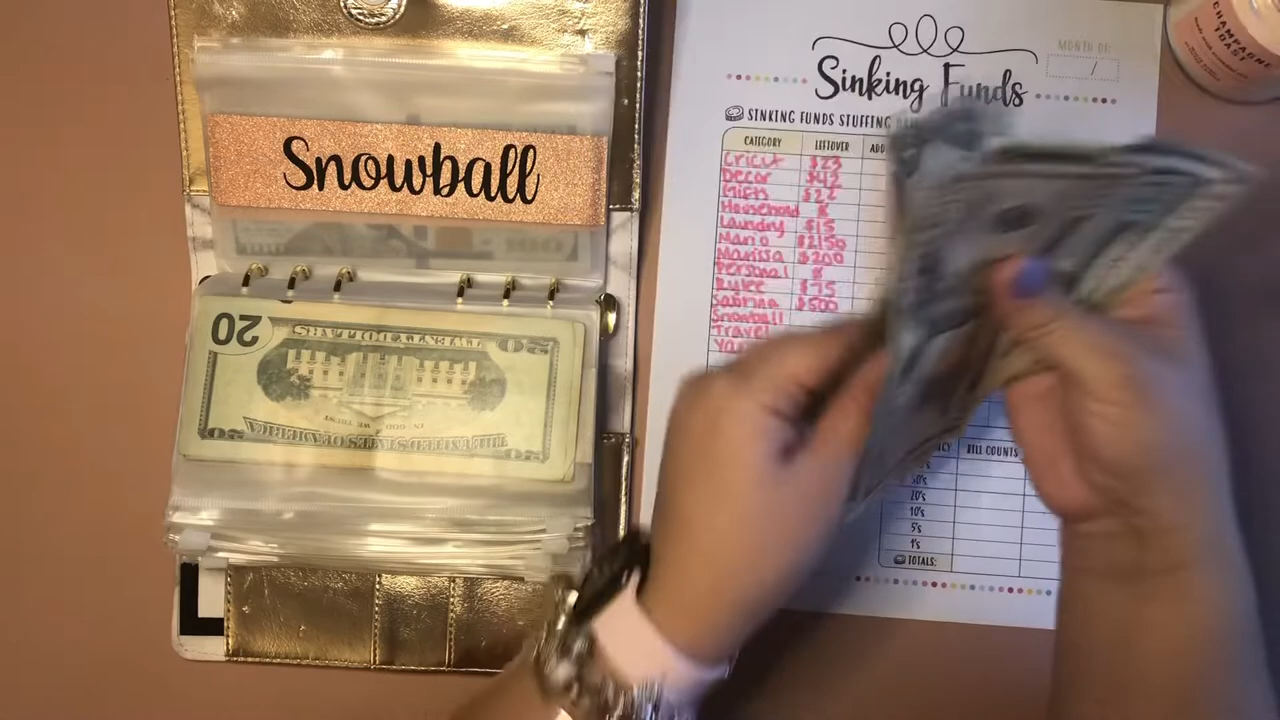 Snowball
20
TWENTY DOLLARS
20
IN GOD WE TRUST
THE UNITED STATES OF AMERICA
20
CHAMPAGNE
TOAST
MONTH OF:
/
Sinking Funds
SINKING FUNDS STUFFING
CATEGORY LEFTOVER ADD
Cricut $23
Decor $42
Gifts $22
Household
Laundry $15
$2150
Marissa $200
Personal
Rylee $75
Sabrina $500
Snowball
Travel
BILL COUNTS
20's
10's
5's
1's
TOTALS: